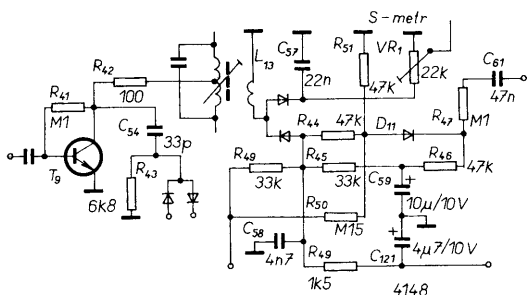 S-metr
C57
R51
VR1
C61
R42
L13
22n
22k
47n
R41
100
47k
R47
M1
C54
R44
47k
D11
M1
33p
R49
R45
R46
T9
R43
33k
33k
C59
47k
6k8
R50
10μ/10V
C58
M15
4n7
R49
C121
4μ7/10V
1k5
4148